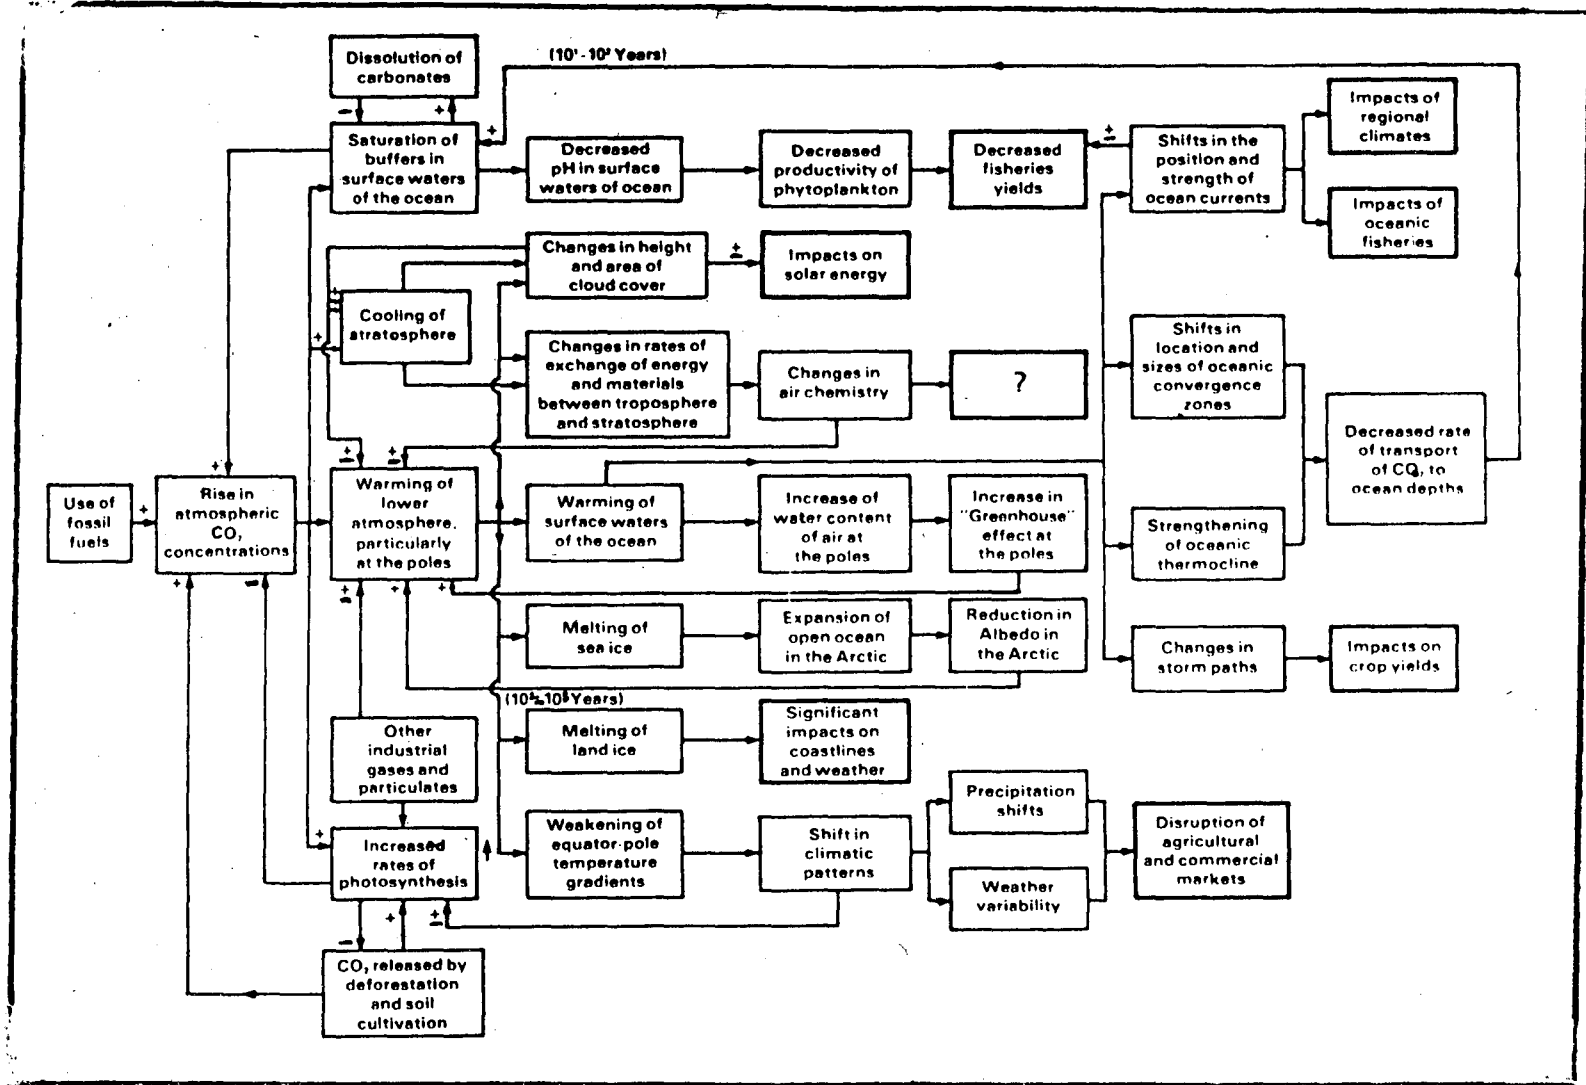 Dissolution of
carbonates
(10¹ - 10² Years)
Saturation of
buffers in
surface waters
of the ocean
Decreased
pH in surface
waters of ocean
Decreased
productivity of
phytoplankton
Decreased
fisheries
yields
Shifts in the
position and
strength of
ocean currents
Impacts of
regional
climates
Impacts of
oceanic
fisheries
Changes in height
and area of
cloud cover
Impacts on
solar energy
Cooling of
stratosphere
Changes in rates of
exchange of energy
and materials
between troposphere
and stratosphere
Changes in
air chemistry
?
Shifts in
location and
sizes of oceanic
convergence
zones
Decreased rate
of transport
of CO₂ to
ocean depths
Use of
fossil
fuels
Rise in
atmospheric
CO₂
concentrations
Warming of
lower
atmosphere,
particularly
at the poles
Warming of
surface waters
of the ocean
Increase of
water content
of air at
the poles
Increase in
"Greenhouse"
effect at
the poles
Strengthening
of oceanic
thermocline
Melting of
sea ice
Expansion of
open ocean
in the Arctic
Reduction in
Albedo in
the Arctic
Changes in
storm paths
Impacts on
crop yields
Years)
Other
industrial
gases and
particulates
Melting of
land ice
Significant
impacts on
coastlines
and weather
Increased
rates of
photosynthesis
Weakening of
equator-pole
temperature
gradients
Shift in
climatic
patterns
Precipitation
shifts
Weather
variability
Disruption of
agricultural
and commercial
markets
CO₂ released by
deforestation
and soil
cultivation